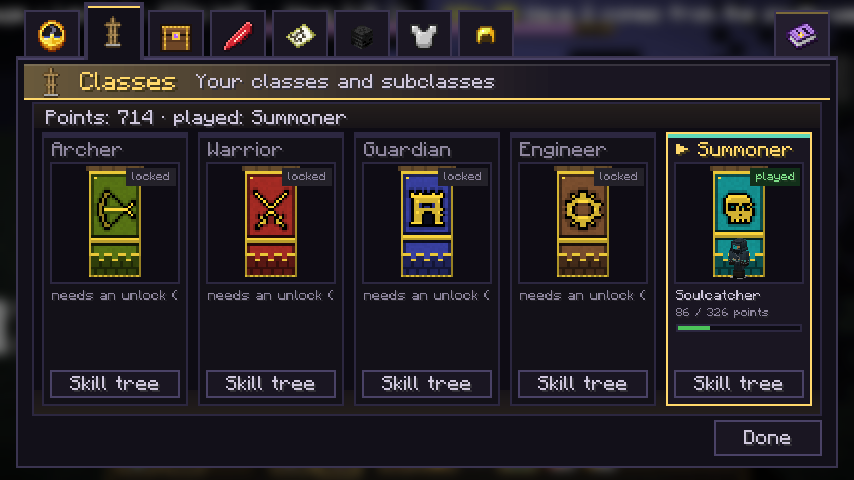 Classes Your classes and subclasses
Points: 714 · played: Summoner
Archer
locked
needs an unlock (
Skill tree
Warrior
locked
needs an unlock (
Skill tree
Guardian
locked
needs an unlock (
Skill tree
Engineer
locked
needs an unlock (
Skill tree
► Summoner
played
Soulcatcher
86 / 326 points
Skill tree
Done